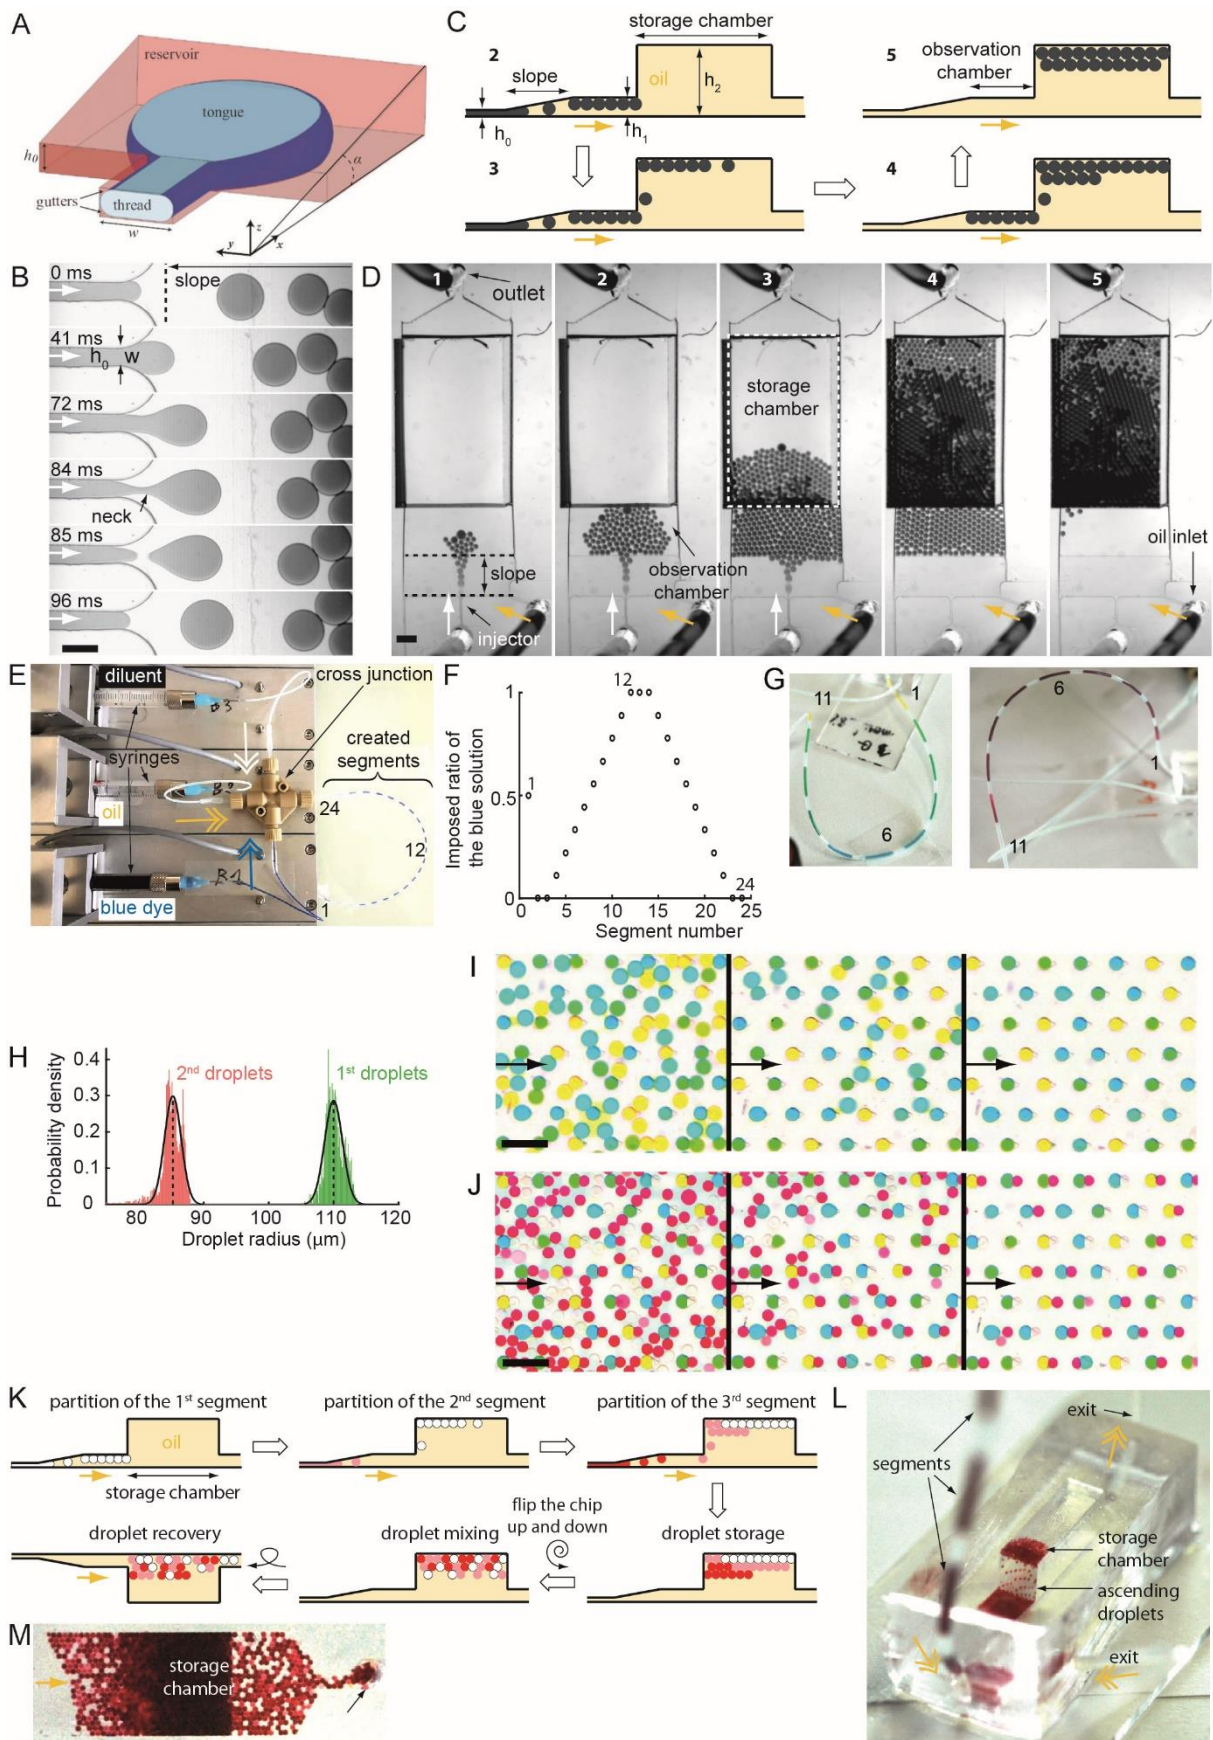 A
reservoir
tongue
h0
α
gutters
thread
w
z
y
x
B
0 ms
slope
41 ms
h0 w
72 ms
84 ms
neck
85 ms
96 ms
C
storage chamber
2
slope
oil
h2
h0
h1
3
5
observation
chamber
4
D
1
2
3
4
5
outlet
storage
chamber
slope
observation
chamber
injector
oil inlet
E
diluent
cross junction
syringes
created
segments
oil
24
12
blue dye
B1
1
F
Imposed ratio of
the blue solution
1
0.5
0
12
1
24
0
5
10
15
20
25
Segment number
G
11
1
6
6
1
11
H
Probability density
0.4
0.3
0.2
0.1
0
2nd droplets
1st droplets
80
90
100
110
120
Droplet radius (µm)
I
J
K
partition of the 1st segment
partition of the 2nd segment
partition of the 3rd segment
oil
storage chamber
flip the chip
up and down
droplet recovery
droplet mixing
droplet storage
L
exit
segments
storage
chamber
ascending
droplets
exit
M
storage
chamber